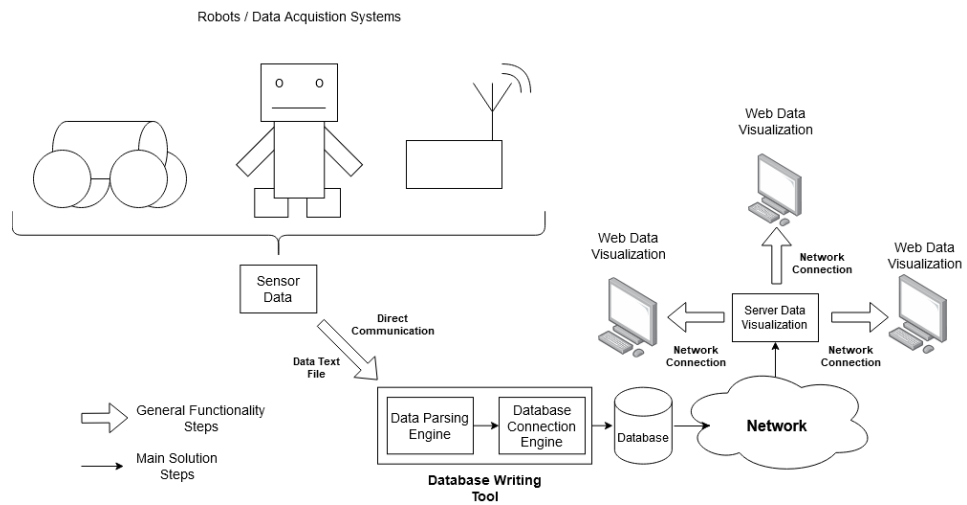 Robots / Data Acquistion Systems
Web Data
Visualization
Web Data
Visualization
Web Data
Visualization
Network
Connection
Sensor
Data
Server Data
Visualization
Direct
Communication
Network
Connection
Network
Connection
Data Text
File
General Functionality
Steps
Data Parsing
Engine
Database
Connection
Engine
Database
Network
Main Solution
Steps
Database Writing
Tool